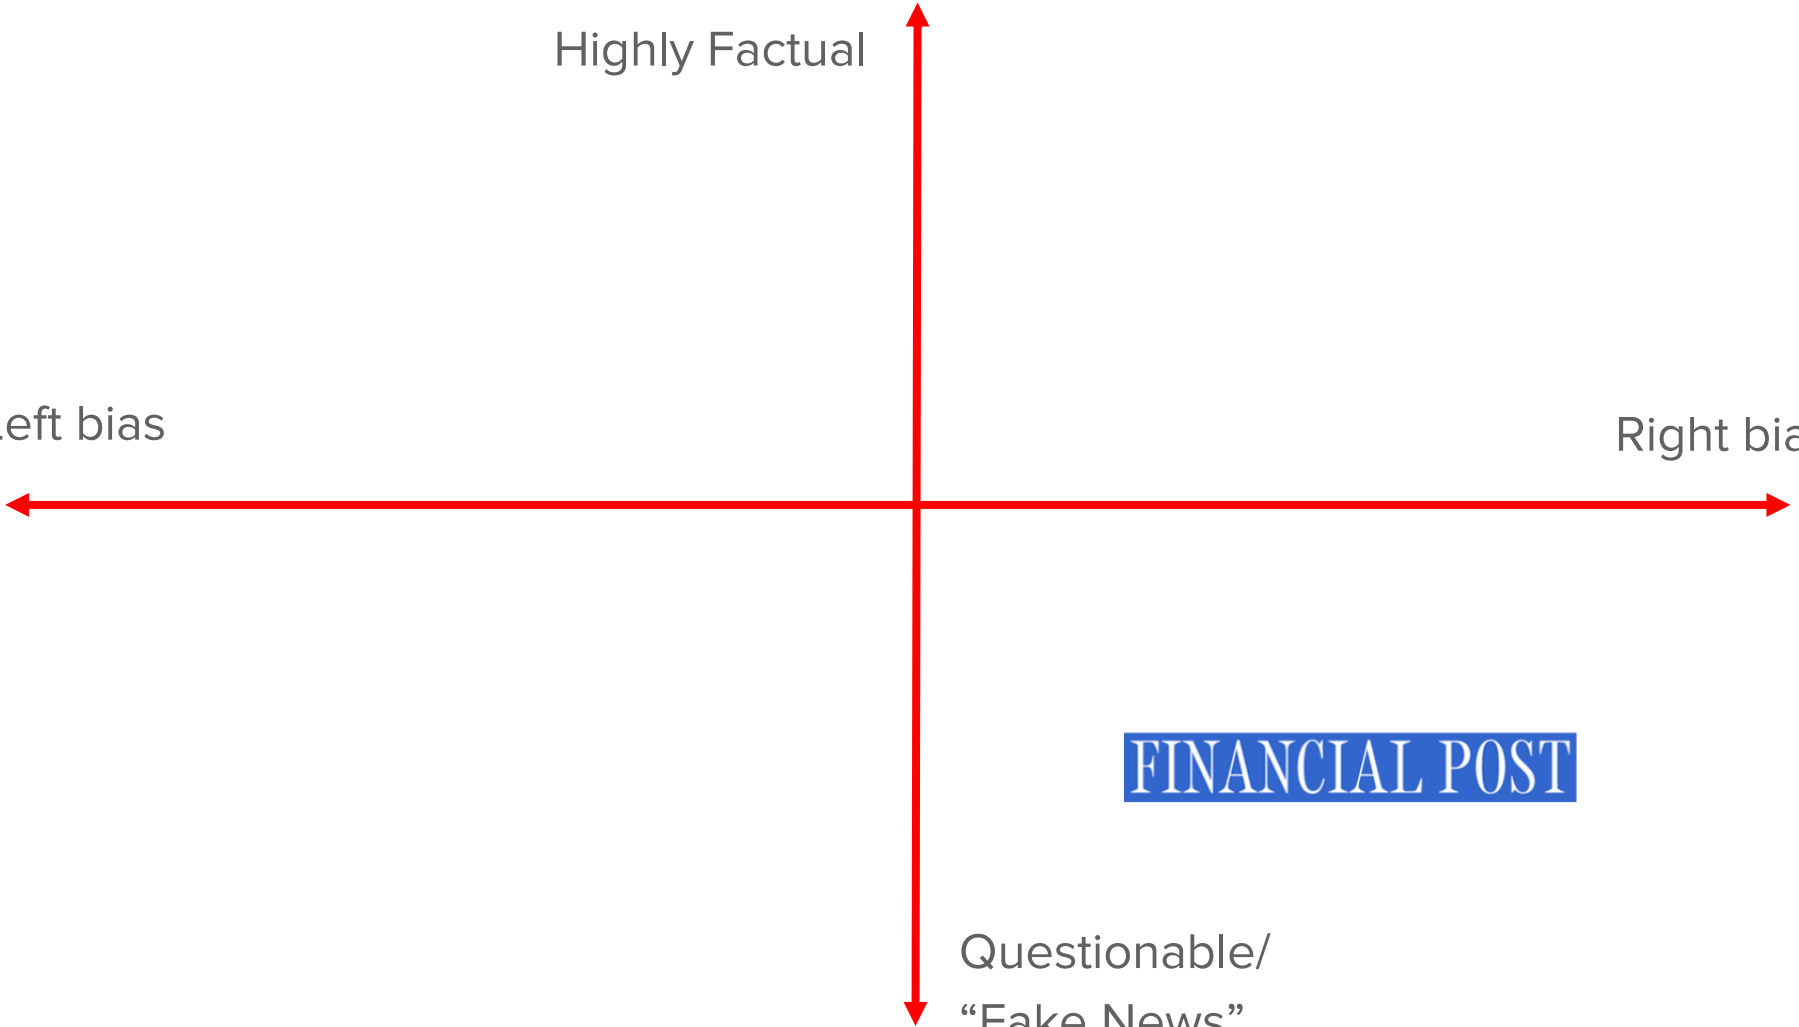 Highly Factual
eft bias
Right bia
FINANCIAL POST
Questionable/
“Fake News”